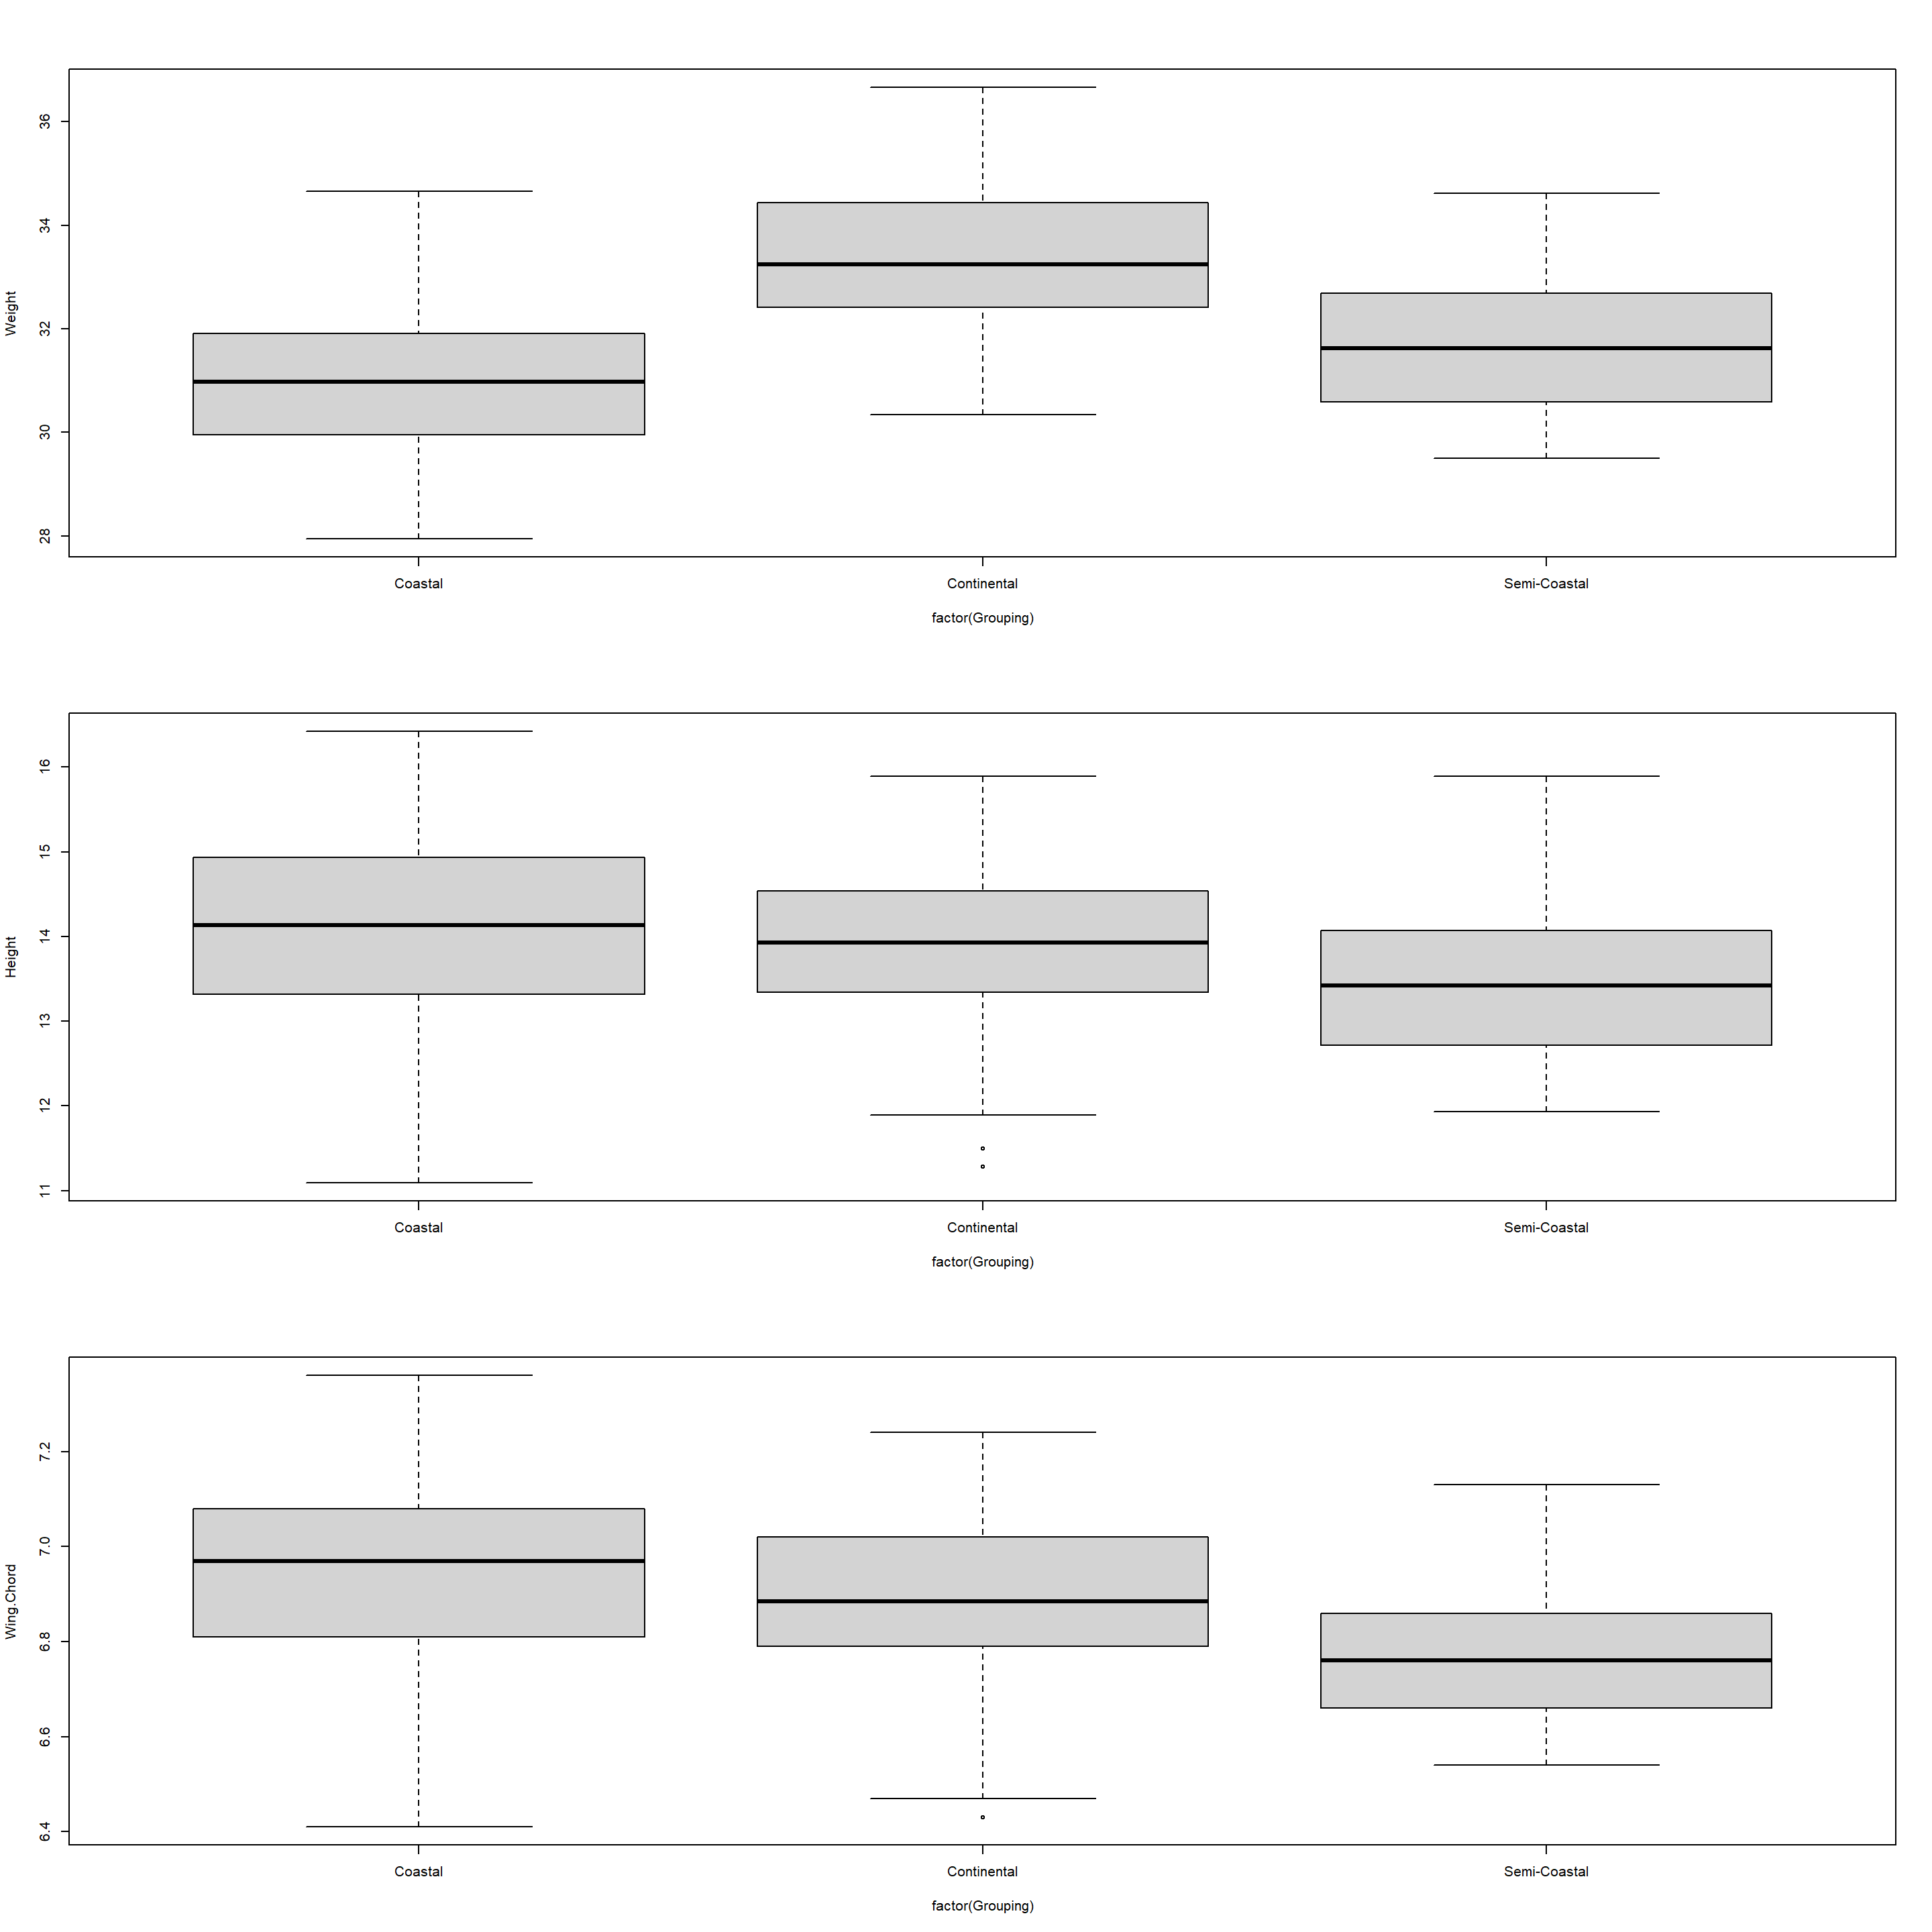 Weight
36
34
32
30
28
Coastal Continental Semi-Coastal
factor(Grouping)
Height
16
15
14
13
12
11
Coastal Continental Semi-Coastal
factor(Grouping)
Wing.Chord
7.2
7.0
6.8
6.6
6.4
Coastal Continental Semi-Coastal
factor(Grouping)